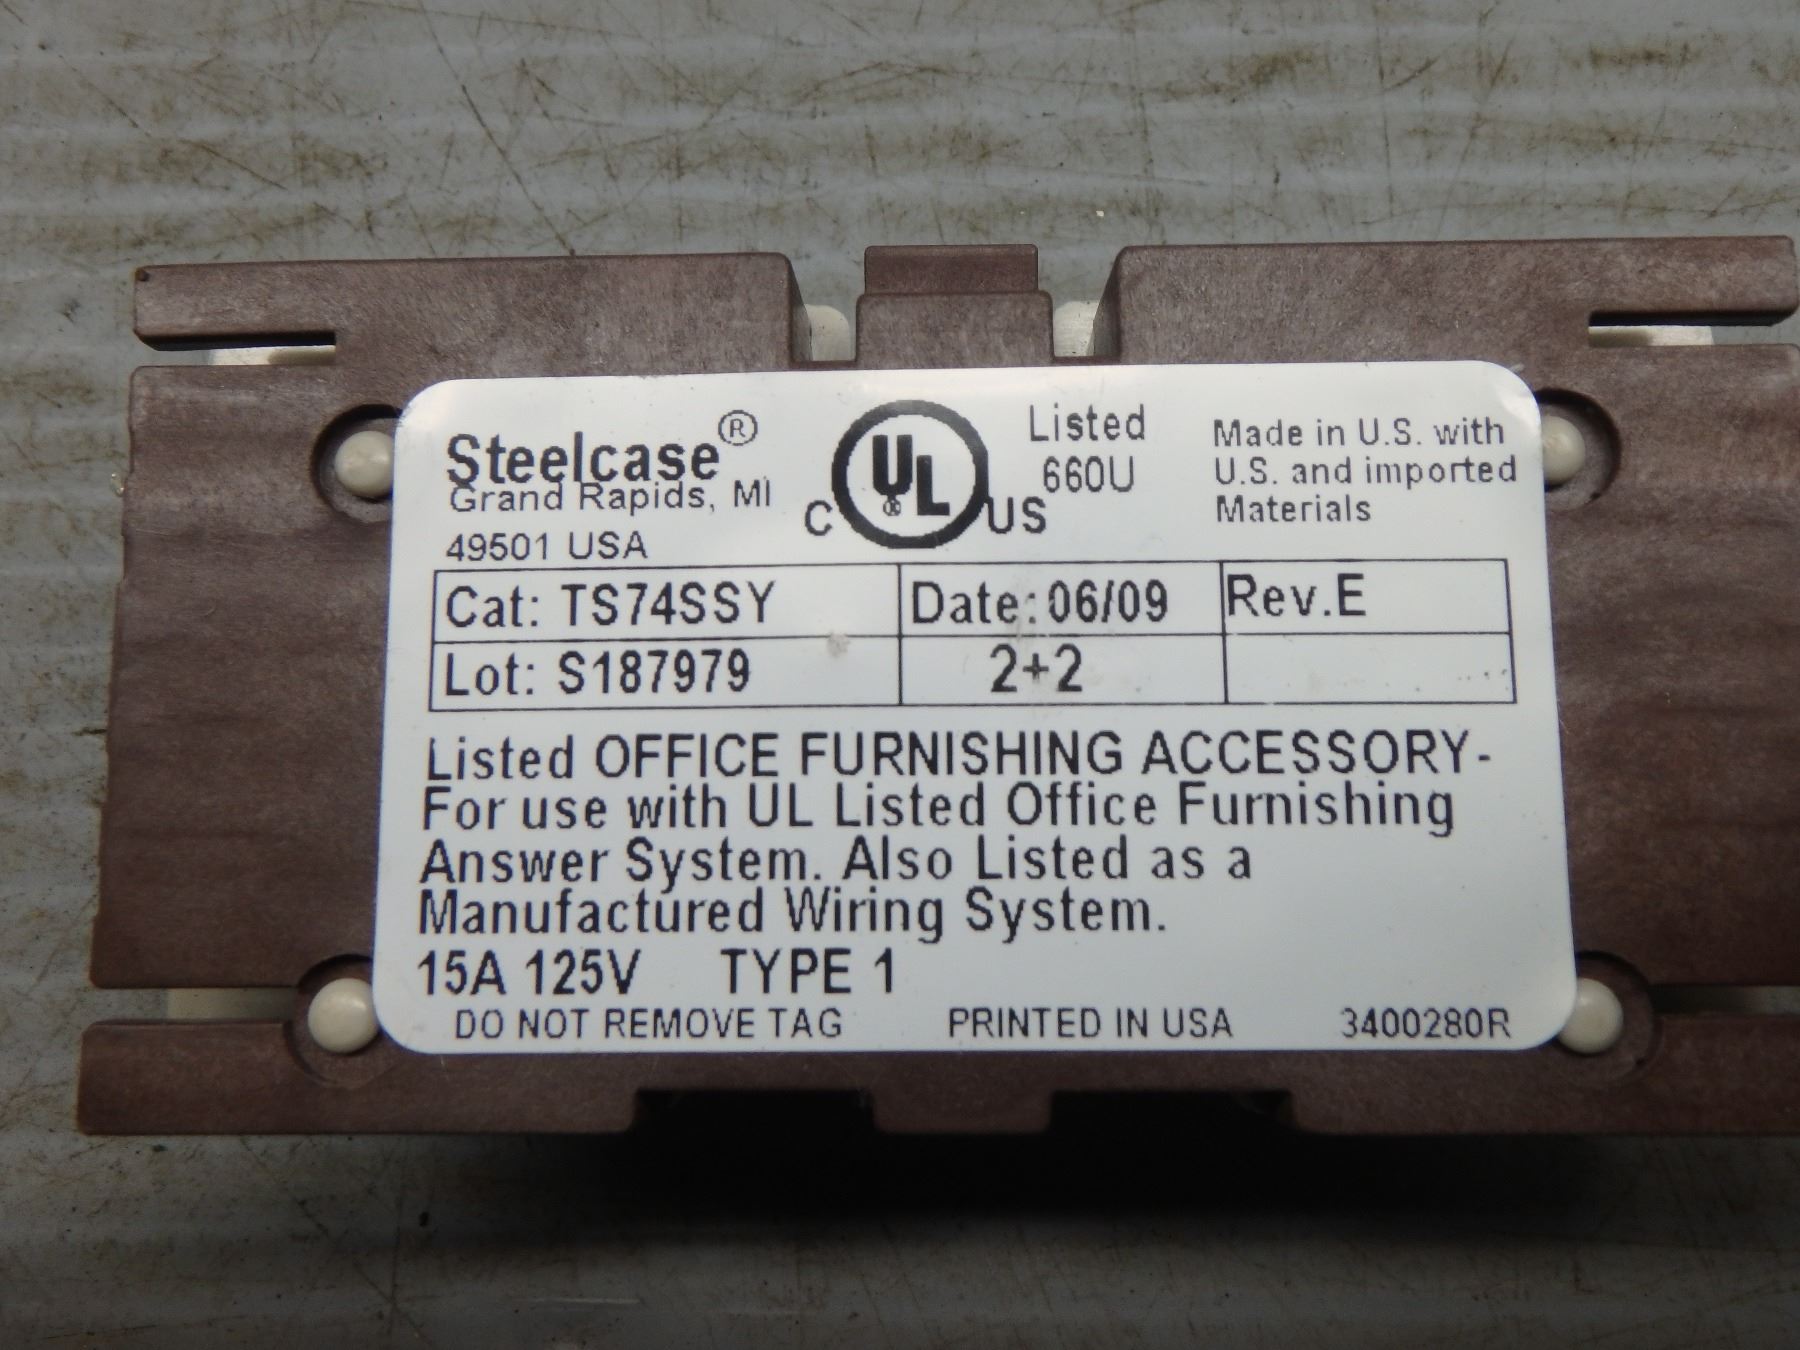 Steelcase®
Grand Rapids, MI
49501 USA
C UL® US
Listed
660U
Made in U.S. with
U.S. and imported
Materials
Cat: TS74SSY Date: 06/09 Rev.E
Lot: S187979 2+2
Listed OFFICE FURNISHING ACCESSORY-
For use with UL Listed Office Furnishing
Answer System. Also Listed as a
Manufactured Wiring System.
15A 125V TYPE 1
DO NOT REMOVE TAG PRINTED IN USA 3400280R